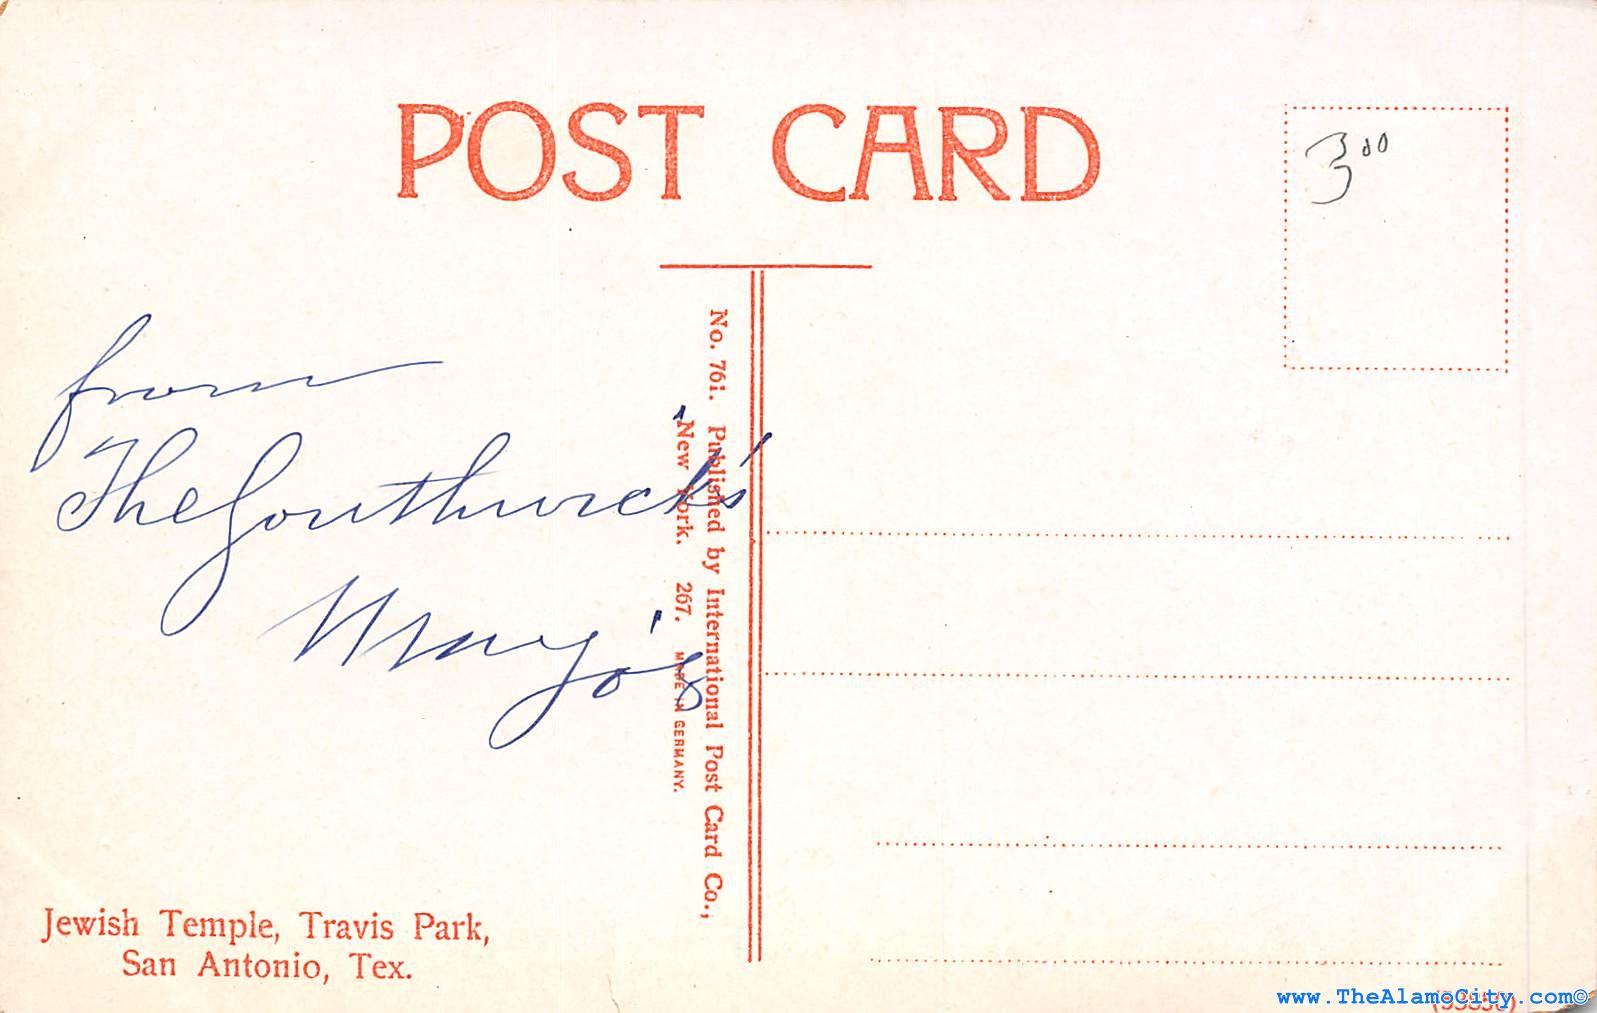 POST CARD
3 00
from
The Southwick's
May '08
No. 761. Published by International Post Card Co.,
New York. 267. MADE IN GERMANY.
Jewish Temple, Travis Park,
San Antonio, Tex.
www.TheAlamoCity.com©